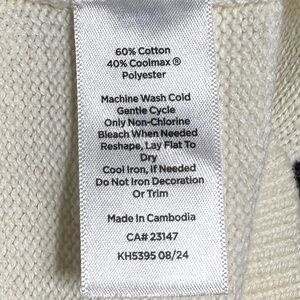 60% Cotton
40% Coolmax ®
Polyester
Machine Wash Cold
Gentle Cycle
Only Non-Chlorine
Bleach When Needed
Reshape, Lay Flat To
Dry
Cool Iron, if Needed
Do Not Iron Decoration
Or Trim
Made In Cambodia
CA# 23147
KH5395 08/24